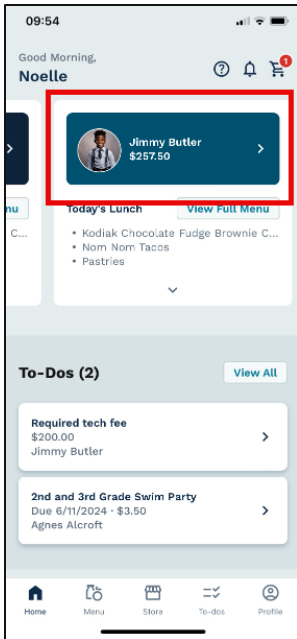 09:54
Good Morning,
Noelle
1
Jimmy Butler
$257.50
nu
Today's Lunch
View Full Menu
C...
• Kodiak Chocolate Fudge Brownie C...
• Nom Nom Tacos
• Pastries
To-Dos (2)
View All
Required tech fee
$200.00
Jimmy Butler
2nd and 3rd Grade Swim Party
Due 6/11/2024 · $3.50
Agnes Alcroft
Home
Menu
Store
To-dos
Profile